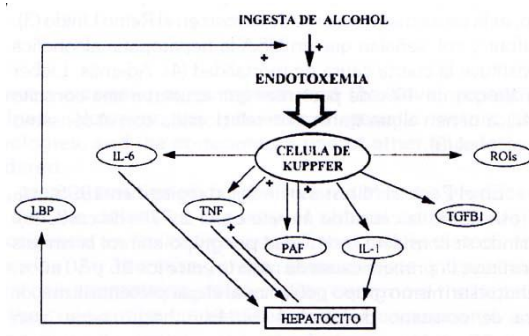 INGESTA DE ALCOHOL
+
+
ENDOTOXEMIA
CELULA DE
KUPFFER
IL-6
ROIs
LBP
TNF
+
+
+
+
TGFB1
PAF
IL-1
HEPATOCITO